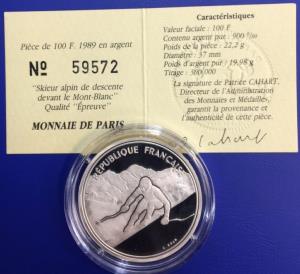 Pièce de 100 F. 1989 en argent
Nº 59572
"Skieur alpin de descente
devant le Mont-Blanc"
Qualité "Épreuve"
MONNAIE DE PARIS
Caractéristiques
Valeur faciale : 100 F
Contenu argent pur : 900 ‰
Poids de la pièce : 22,2 g
Diamètre : 37 mm
Poids d'argent pur : 19,98 g
Tirage : 300/000
La signature de Patrice CAHART,
Directeur de l'Administration
des Monnaies et Médailles,
garantit la provenance et
l'authenticité de cette pièce.
RÉPUBLIQUE FRANÇAISE